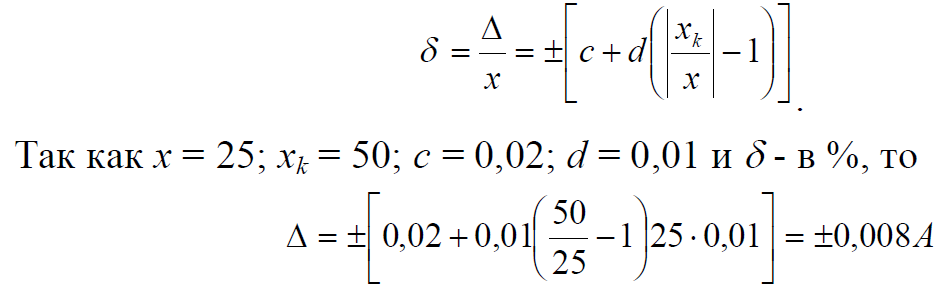 δ = Δ/x = ±[c + d(|x_k/x| − 1)].
Так как x = 25; x_k = 50; c = 0,02; d = 0,01 и δ - в %, то
Δ = ±[0,02 + 0,01(50/25 − 1)25 · 0,01] = ±0,008A